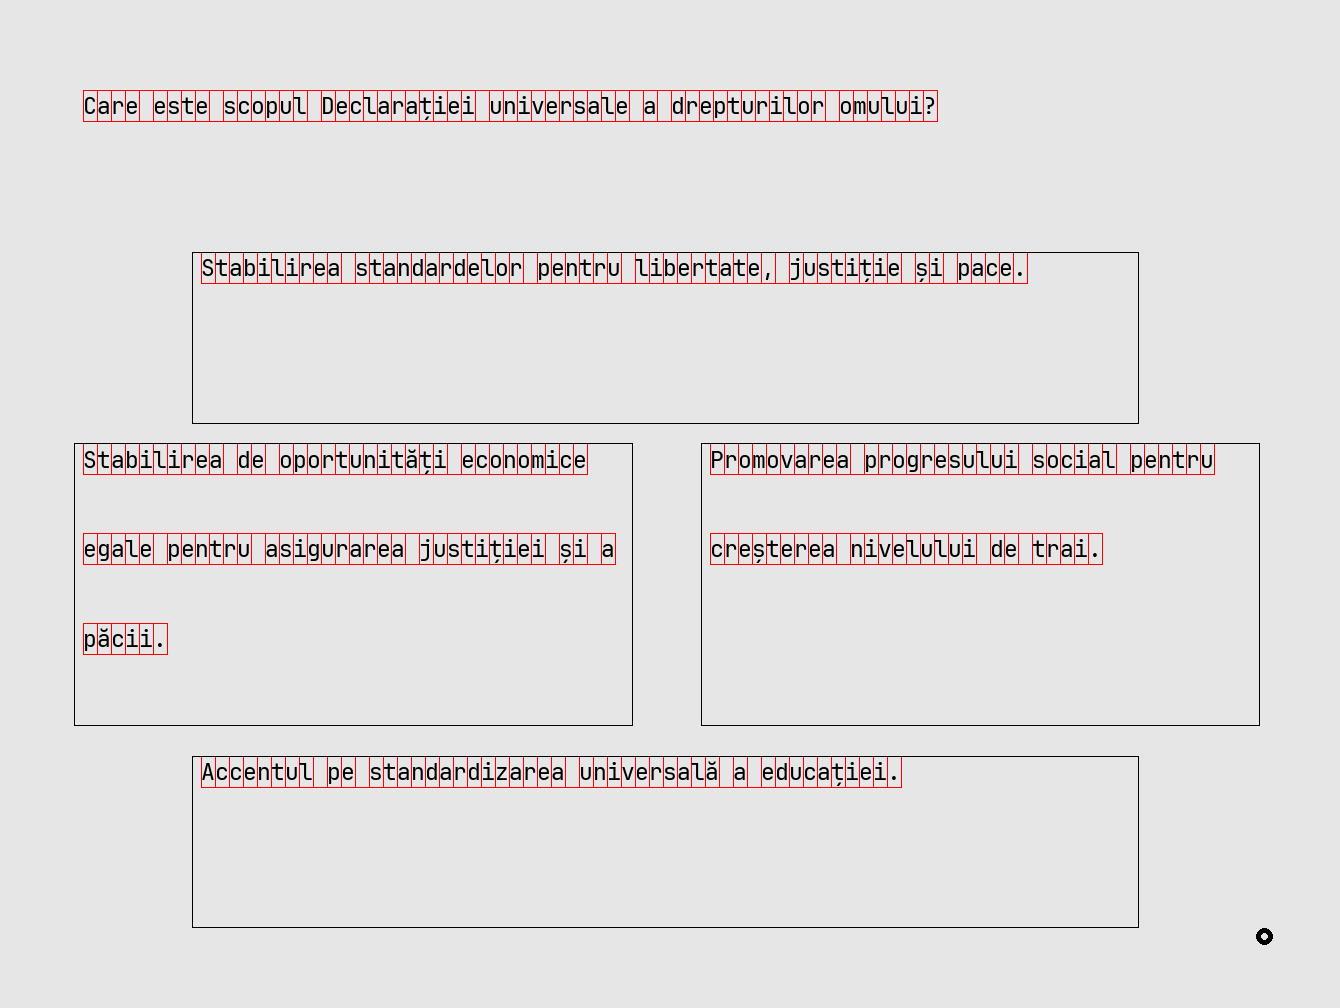 Care este scopul Declarației universale a drepturilor omului?
Stabilirea standardelor pentru libertate, justiție și pace.
Stabilirea de oportunități economice
egale pentru asigurarea justiției și a
păcii.
Promovarea progresului social pentru
creșterea nivelului de trai.
Accentul pe standardizarea universală a educației.